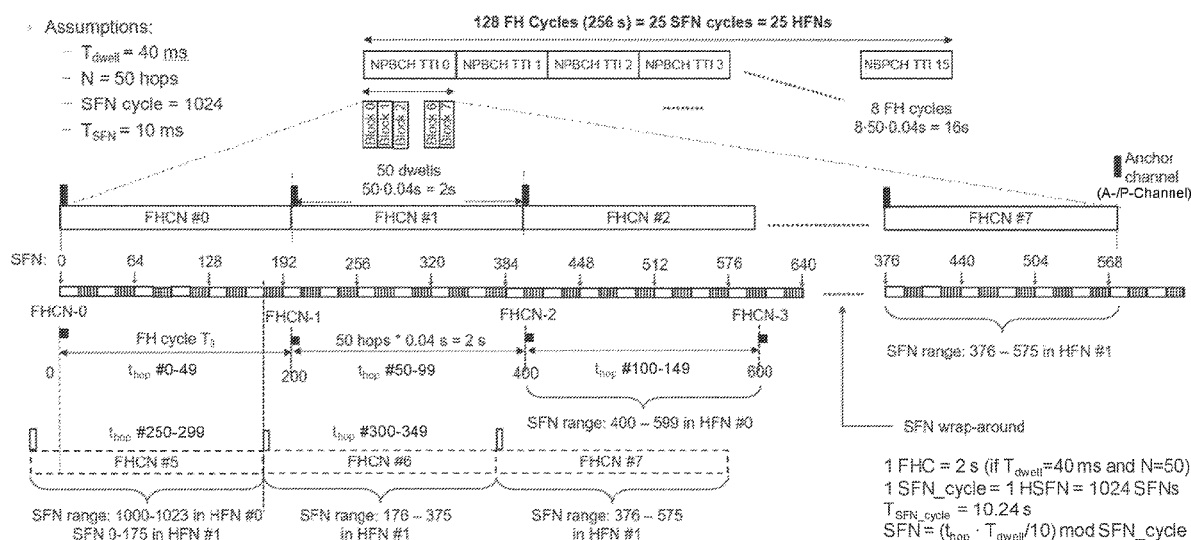 Assumptions:
– T_dwell = 40 ms
– N = 50 hops
– SFN cycle = 1024
– T_SFN = 10 ms
128 FH Cycles (256 s) = 25 SFN cycles = 25 HFNs
NPBCH TTI 0 NPBCH TTI 1 NPBCH TTI 2 NPBCH TTI 3 NBPCH TTI 15
Block 0 Block 1 Block 2 Block 6 Block 7
8 FH cycles
8·50·0.04s = 16s
50 dwells
50·0.04s = 2s
Anchor
channel
(A-/P-Channel)
FHCN #0 FHCN #1 FHCN #2 FHCN #7
SFN: 0 64 128 192 256 320 384 448 512 576 640 376 440 504 568
FHCN-0 FHCN-1 FHCN-2 FHCN-3
FH cycle T_3 50 hops * 0.04 s = 2 s
SFN range: 376 – 575 in HFN #1
0 t_hop #0-49 200 t_hop #50-99 400 t_hop #100-149 600
SFN range: 400 – 599 in HFN #0
SFN wrap-around
t_hop #250-299 t_hop #300-349
FHCN #5 FHCN #6 FHCN #7
SFN range: 1000-1023 in HFN #0
SFN 0-175 in HFN #1
SFN range: 176 – 375
in HFN #1
SFN range: 376 – 575
in HFN #1
1 FHC = 2 s (if T_dwell=40 ms and N=50)
1 SFN_cycle = 1 HSFN = 1024 SFNs
T_SFN_cycle = 10.24 s
SFN = (t_hop · T_dwell/10) mod SFN_cycle